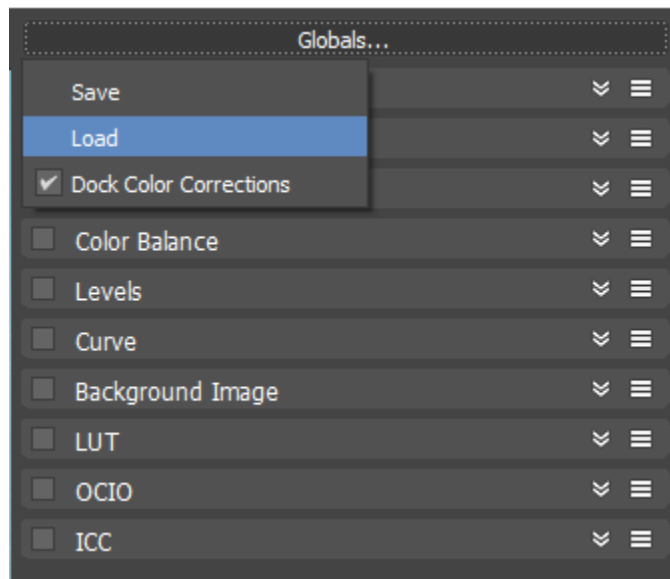 Globals...
Save
Load
Dock Color Corrections
Color Balance
Levels
Curve
Background Image
LUT
OCIO
ICC